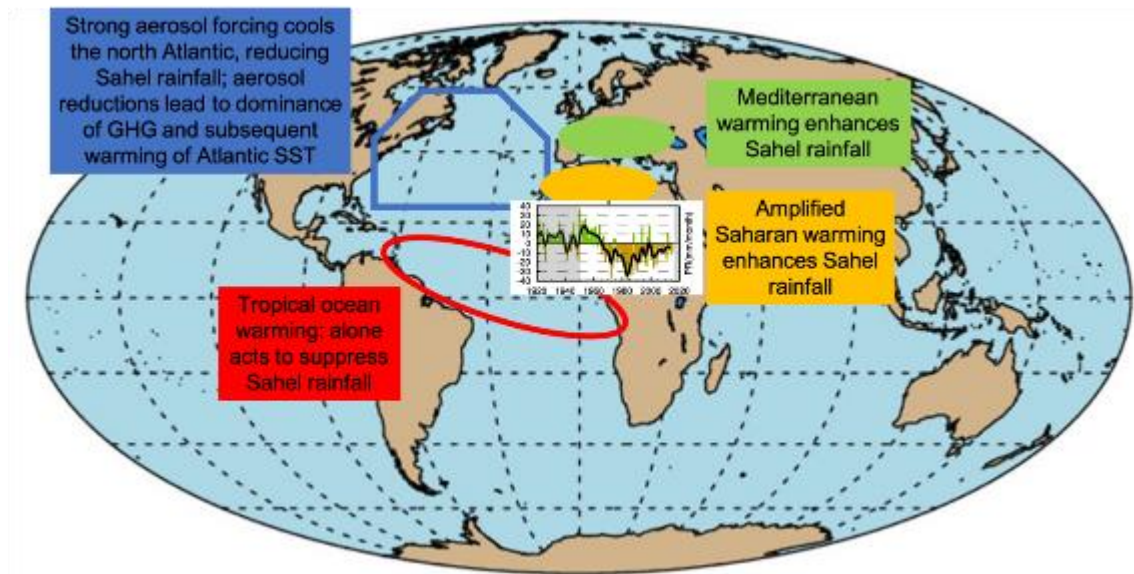 Strong aerosol forcing cools
the north Atlantic, reducing
Sahel rainfall; aerosol
reductions lead to dominance
of GHG and subsequent
warming of Atlantic SST
Mediterranean
warming enhances
Sahel rainfall
Amplified
Saharan warming
enhances Sahel
rainfall
40
30
20
10
0
-10
-20
-30
-40
PR(mm/month)
1920 1940 1960 1980 2000 2020
Tropical ocean
warming: alone
acts to suppress
Sahel rainfall